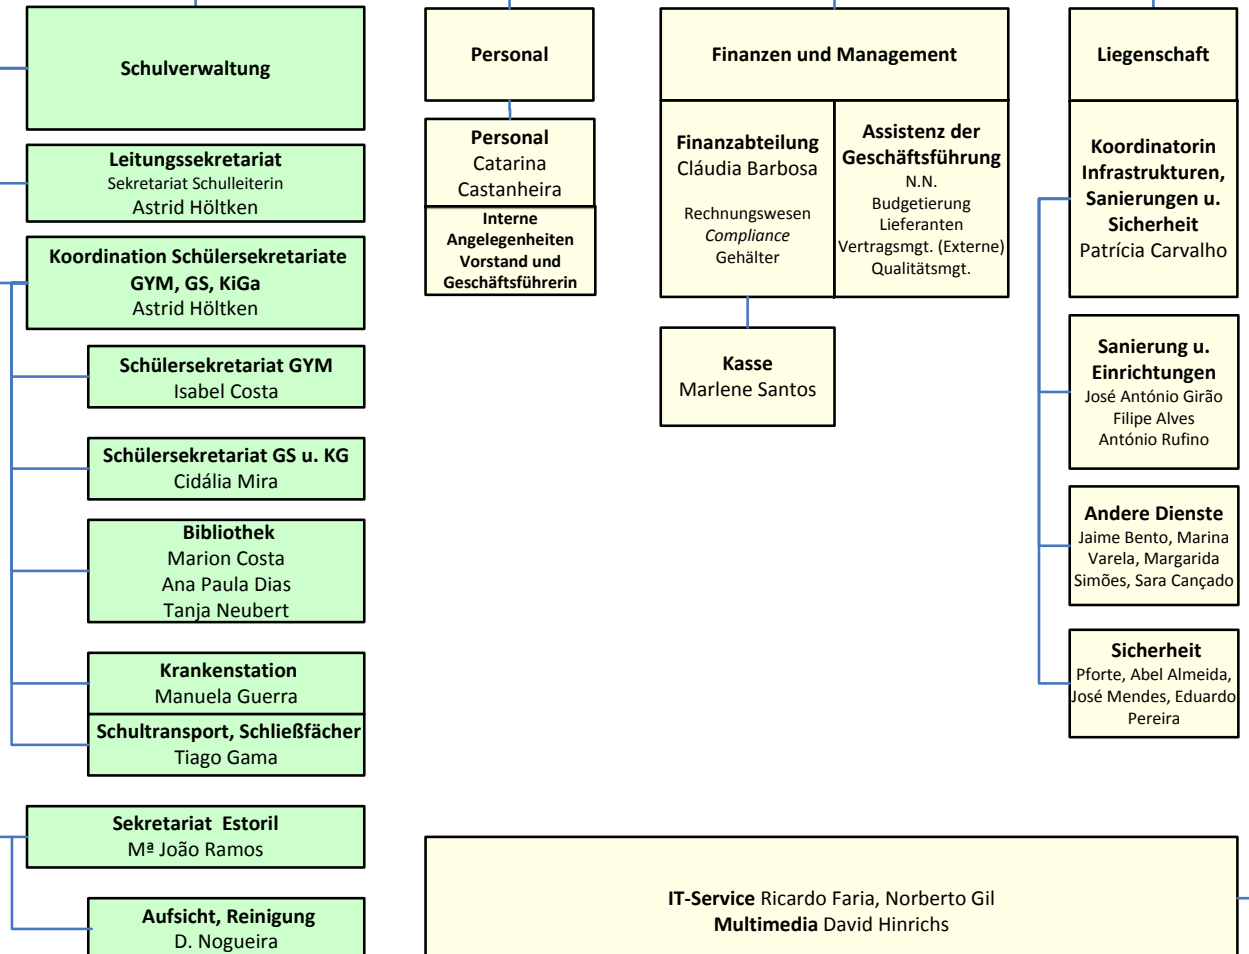 Schulverwaltung
Leitungssekretariat
Sekretariat Schulleiterin
Astrid Höltken
Koordination Schülersekretariate
GYM, GS, KiGa
Astrid Höltken
Schülersekretariat GYM
Isabel Costa
Schülersekretariat GS u. KG
Cidália Mira
Bibliothek
Marion Costa
Ana Paula Dias
Tanja Neubert
Krankenstation
Manuela Guerra
Schultransport, Schließfächer
Tiago Gama
Sekretariat Estoril
Mª João Ramos
Aufsicht, Reinigung
D. Nogueira
Personal
Personal
Catarina
Castanheira
Interne
Angelegenheiten
Vorstand und
Geschäftsführerin
Finanzen und Management
Finanzabteilung
Cláudia Barbosa
Rechnungswesen
Compliance
Gehälter
Assistenz der
Geschäftsführung
N.N.
Budgetierung
Lieferanten
Vertragsmgt. (Externe)
Qualitätsmgt.
Kasse
Marlene Santos
Liegenschaft
Koordinatorin
Infrastrukturen,
Sanierungen u.
Sicherheit
Patrícia Carvalho
Sanierung u.
Einrichtungen
José António Girão
Filipe Alves
António Rufino
Andere Dienste
Jaime Bento, Marina
Varela, Margarida
Simões, Sara Cançado
Sicherheit
Pforte, Abel Almeida,
José Mendes, Eduardo
Pereira
IT-Service Ricardo Faria, Norberto Gil
Multimedia David Hinrichs